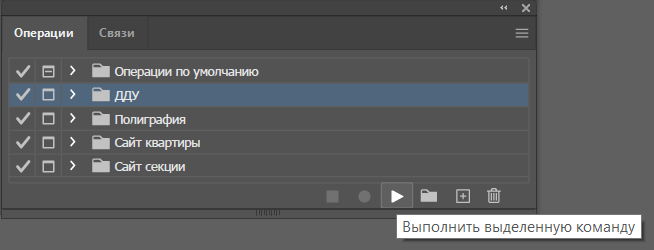 Операции Связи
Операции по умолчанию
ДДУ
Полиграфия
Сайт квартиры
Сайт секции
Выполнить выделенную команду